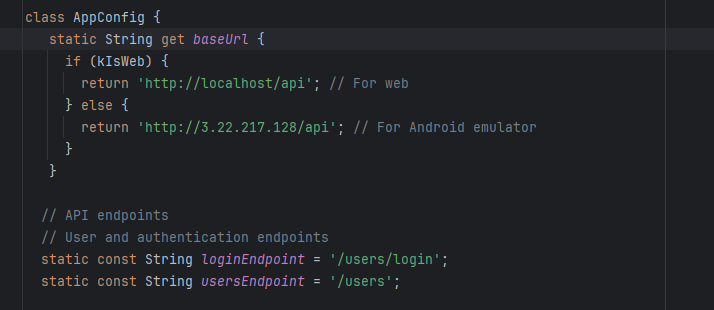 class AppConfig {
static String get baseUrl {
if (kIsWeb) {
return 'http://localhost/api'; // For web
} else {
return 'http://3.22.217.128/api'; // For Android emulator
}
}
// API endpoints
// User and authentication endpoints
static const String loginEndpoint = '/users/login';
static const String usersEndpoint = '/users';